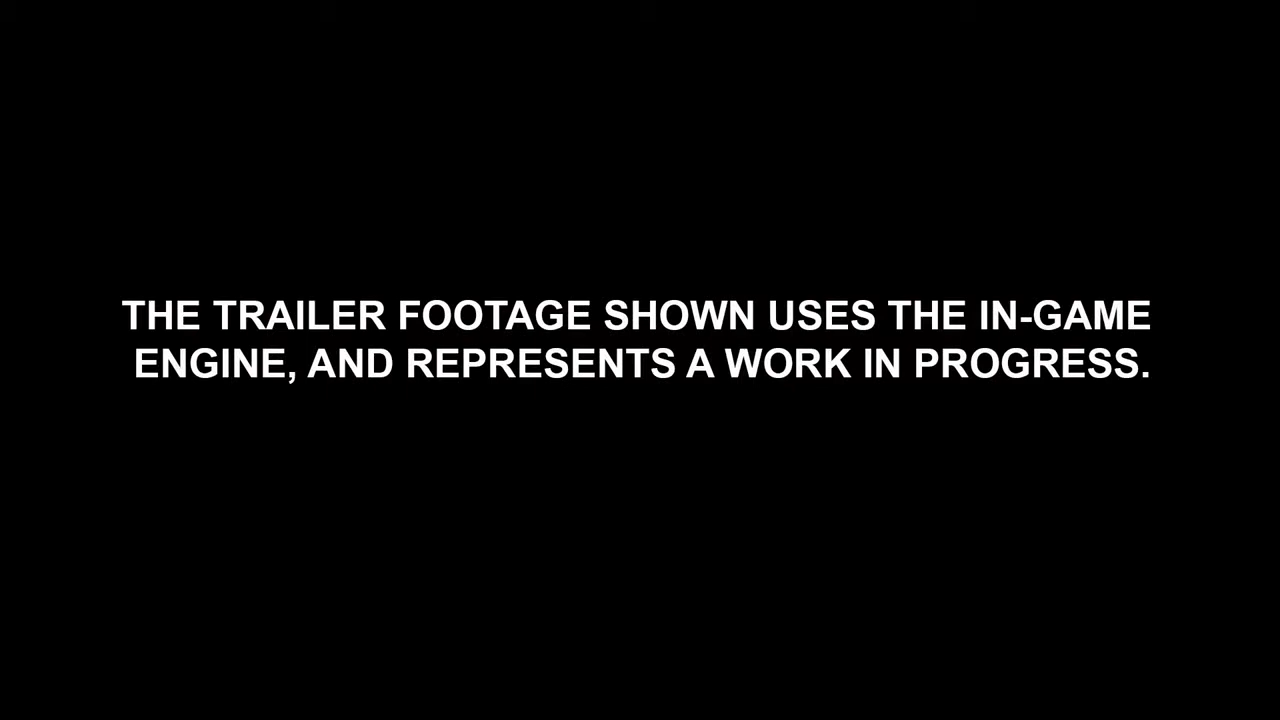 THE TRAILER FOOTAGE SHOWN USES THE IN-GAME
ENGINE, AND REPRESENTS A WORK IN PROGRESS.